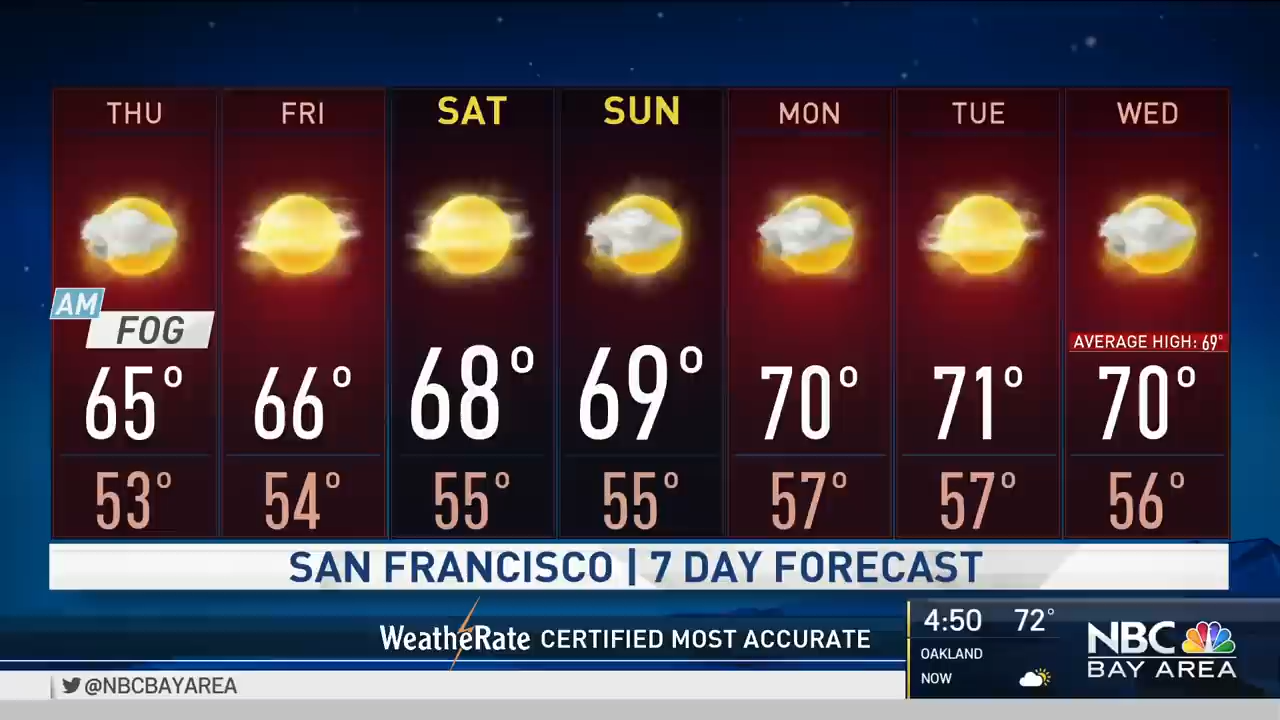 THU FRI SAT SUN MON TUE WED
AM
FOG
AVERAGE HIGH: 69°
65° 66° 68° 69° 70° 71° 70°
53° 54° 55° 55° 57° 57° 56°
SAN FRANCISCO | 7 DAY FORECAST
WeatheRate CERTIFIED MOST ACCURATE
4:50 72°
OAKLAND
NOW
NBC
BAY AREA
@NBCBAYAREA